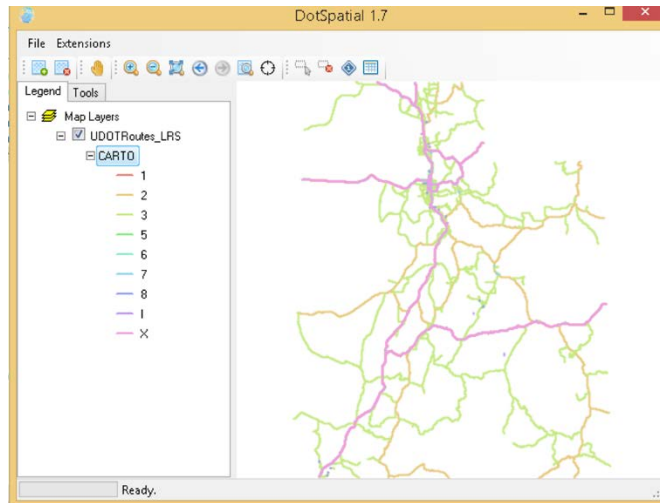 DotSpatial 1.7
File Extensions
Legend Tools
Map Layers
UDOTRoutes_LRS
CARTO
1
2
3
5
6
7
8
I
X
Ready.